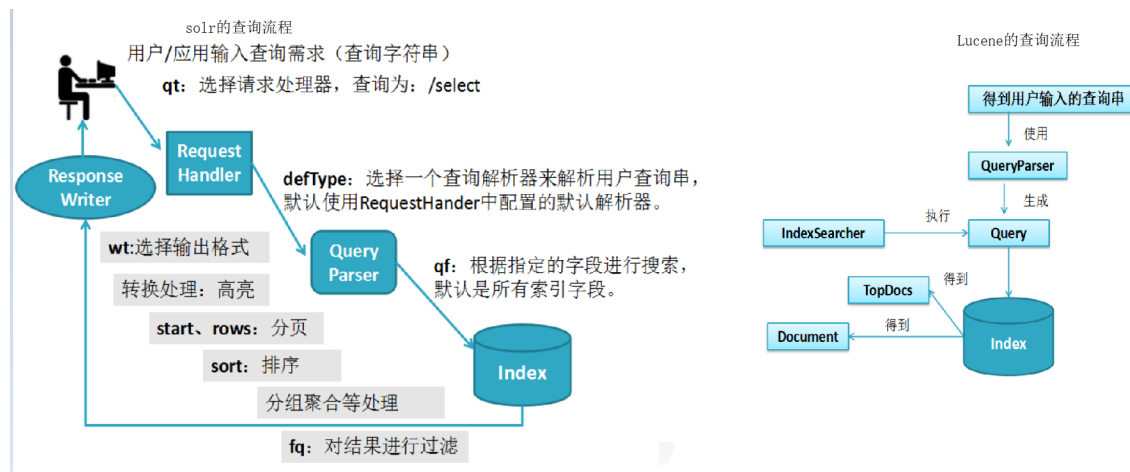 solr的查询流程
用户/应用输入查询需求（查询字符串）
qt：选择请求处理器，查询为：/select
Request
Handler
Response
Writer
defType：选择一个查询解析器来解析用户查询串，
默认使用RequestHander中配置的默认解析器。
wt:选择输出格式
Query
Parser
qf：根据指定的字段进行搜索，
默认是所有索引字段。
转换处理：高亮
start、rows：分页
sort：排序
Index
分组聚合等处理
fq：对结果进行过滤
Lucene的查询流程
得到用户输入的查询串
使用
QueryParser
生成
执行
IndexSearcher
Query
得到
TopDocs
得到
Document
Index